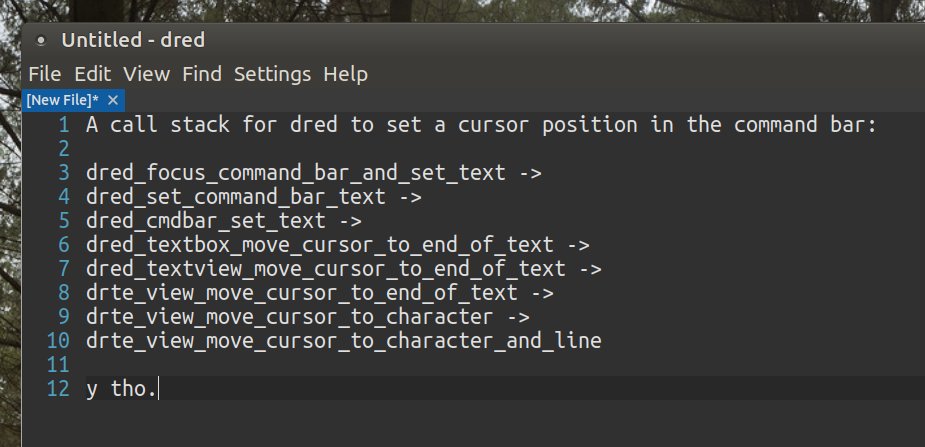 Untitled - dred
File Edit View Find Settings Help
[New File]* ×
1 A call stack for dred to set a cursor position in the command bar:
2
3 dred_focus_command_bar_and_set_text ->
4 dred_set_command_bar_text ->
5 dred_cmdbar_set_text ->
6 dred_textbox_move_cursor_to_end_of_text ->
7 dred_textview_move_cursor_to_end_of_text ->
8 drte_view_move_cursor_to_end_of_text ->
9 drte_view_move_cursor_to_character ->
10 drte_view_move_cursor_to_character_and_line
11
12 y tho.